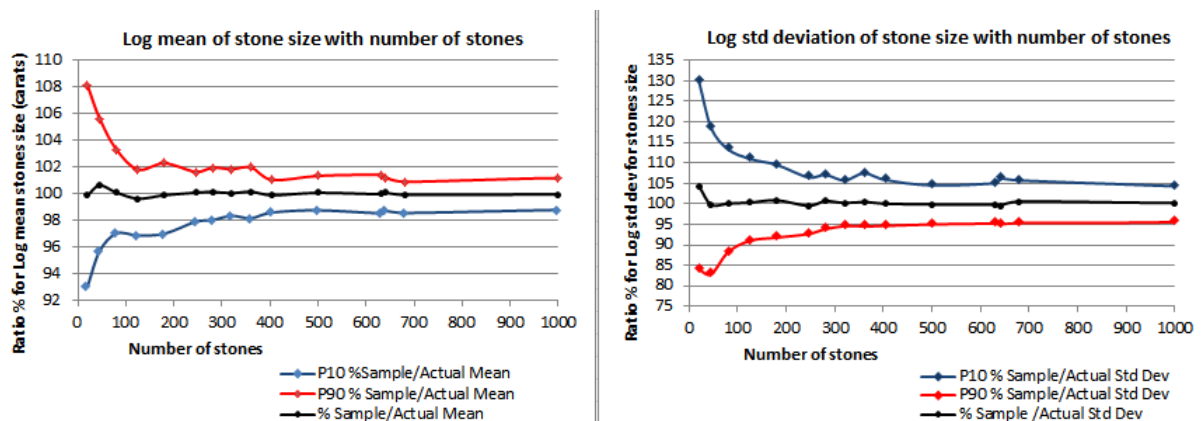 Log mean of stone size with number of stones
Ratio % for Log mean stones size (carats)
110
108
106
104
102
100
98
96
94
92
0 100 200 300 400 500 600 700 800 900 1000
Number of stones
P10 %Sample/Actual Mean
P90 % Sample/Actual Mean
% Sample/Actual Mean
Log std deviation of stone size with number of stones
Ratio % for Log std dev for stones size
135
130
125
120
115
110
105
100
95
90
85
80
75
0 100 200 300 400 500 600 700 800 900 1000
Number of stones
P10 % Sample/Actual Std Dev
P90 % Sample/Actual Std Dev
% Sample /Actual Std Dev